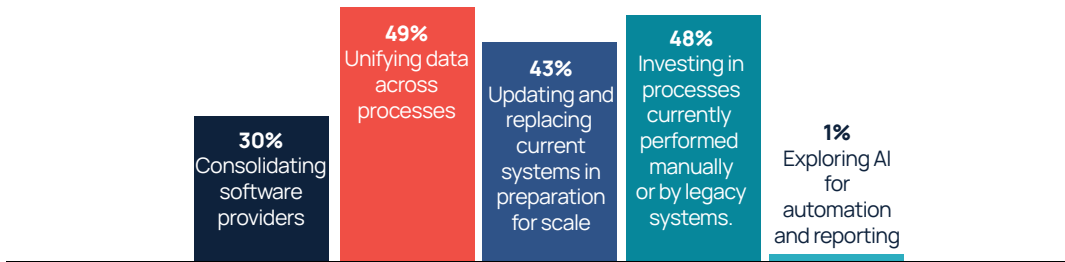 30%
Consolidating
software
providers
49%
Unifying data
across
processes
43%
Updating and
replacing
current
systems in
preparation
for scale
48%
Investing in
processes
currently
performed
manually
or by legacy
systems.
1%
Exploring AI
for
automation
and reporting